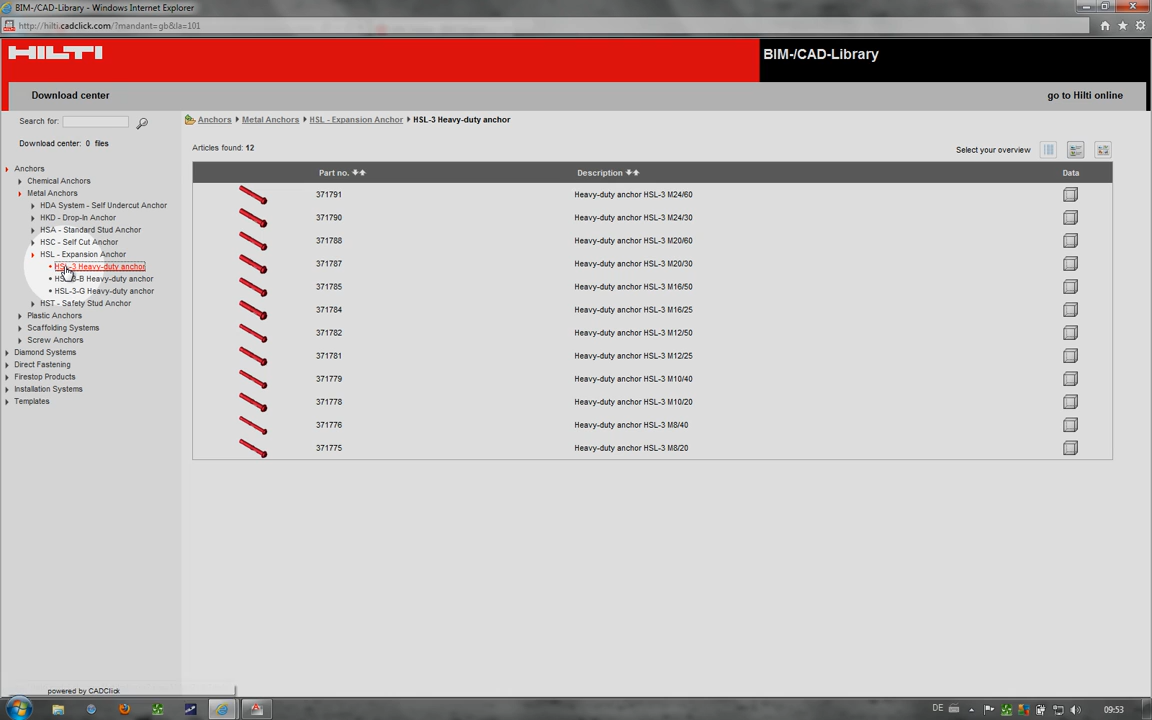 BIM-/CAD-Library - Windows Internet Explorer
http://hilti.cadclick.com/?mandant=gb&la=101
HILTI
BIM-/CAD-Library
Download center
go to Hilti online
Search for:
Download center: 0 files
Anchors
Chemical Anchors
Metal Anchors
HDA System - Self Undercut Anchor
HKD - Drop-In Anchor
HSA - Standard Stud Anchor
HSC - Self Cut Anchor
HSL - Expansion Anchor
HSL-3 Heavy-duty anchor
HSL-3-B Heavy-duty anchor
HSL-3-G Heavy-duty anchor
HST - Safety Stud Anchor
Plastic Anchors
Scaffolding Systems
Screw Anchors
Diamond Systems
Direct Fastening
Firestop Products
Installation Systems
Templates
powered by CADClick
Anchors Metal Anchors HSL - Expansion Anchor HSL-3 Heavy-duty anchor
Articles found: 12
Select your overview
Part no. Description Data
371791 Heavy-duty anchor HSL-3 M24/60
371790 Heavy-duty anchor HSL-3 M24/30
371788 Heavy-duty anchor HSL-3 M20/60
371787 Heavy-duty anchor HSL-3 M20/30
371785 Heavy-duty anchor HSL-3 M16/50
371784 Heavy-duty anchor HSL-3 M16/25
371782 Heavy-duty anchor HSL-3 M12/50
371781 Heavy-duty anchor HSL-3 M12/25
371779 Heavy-duty anchor HSL-3 M10/40
371778 Heavy-duty anchor HSL-3 M10/20
371776 Heavy-duty anchor HSL-3 M8/40
371775 Heavy-duty anchor HSL-3 M8/20
DE
09:53